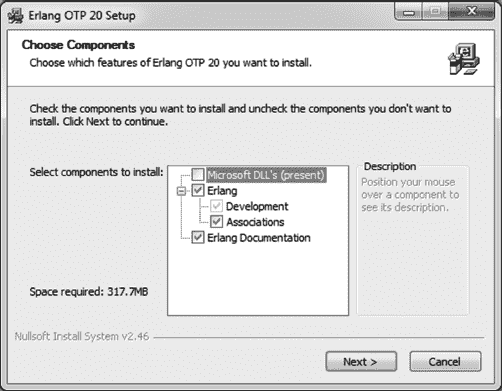 Erlang OTP 20 Setup
Choose Components
Choose which features of Erlang OTP 20 you want to install.
Check the components you want to install and uncheck the components you don't want to
install. Click Next to continue.
Select components to install:
Microsoft DLL's (present)
Erlang
Development
Associations
Erlang Documentation
Description
Position your mouse
over a component to
see its description.
Space required: 317.7MB
Nullsoft Install System v2.46
Next >
Cancel